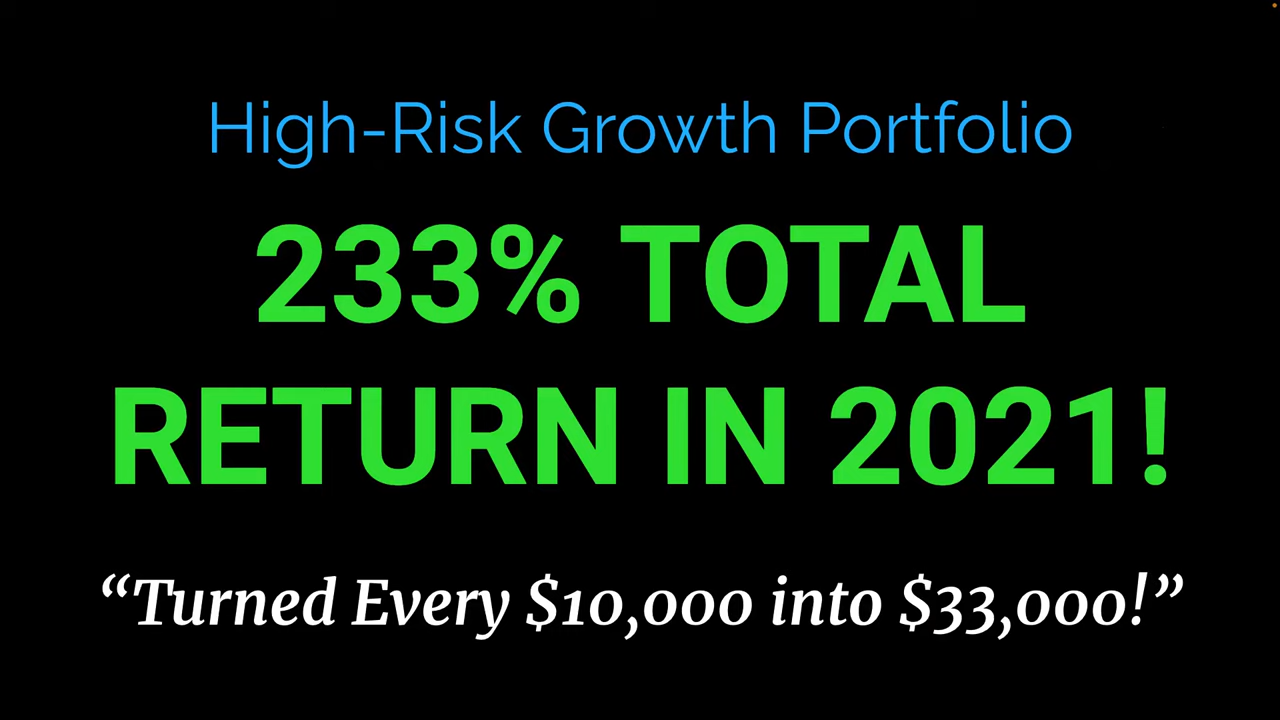 High-Risk Growth Portfolio
233% TOTAL
RETURN IN 2021!
“Turned Every $10,000 into $33,000!”